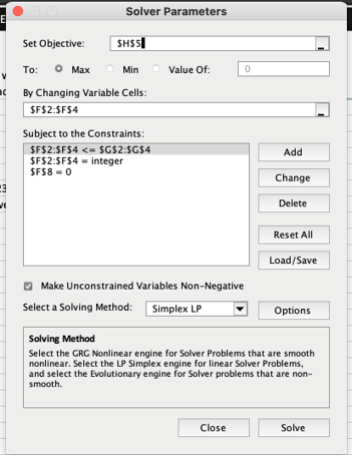 Solver Parameters
Set Objective: $H$5
To: Max Min Value Of: 0
By Changing Variable Cells:
$F$2:$F$4
Subject to the Constraints:
$F$2:$F$4 <= $G$2:$G$4
$F$2:$F$4 = integer
$F$8 = 0
Add
Change
Delete
Reset All
Load/Save
Make Unconstrained Variables Non-Negative
Select a Solving Method: Simplex LP Options
Solving Method
Select the GRG Nonlinear engine for Solver Problems that are smooth
nonlinear. Select the LP Simplex engine for linear Solver Problems,
and select the Evolutionary engine for Solver problems that are non-
smooth.
Close Solve